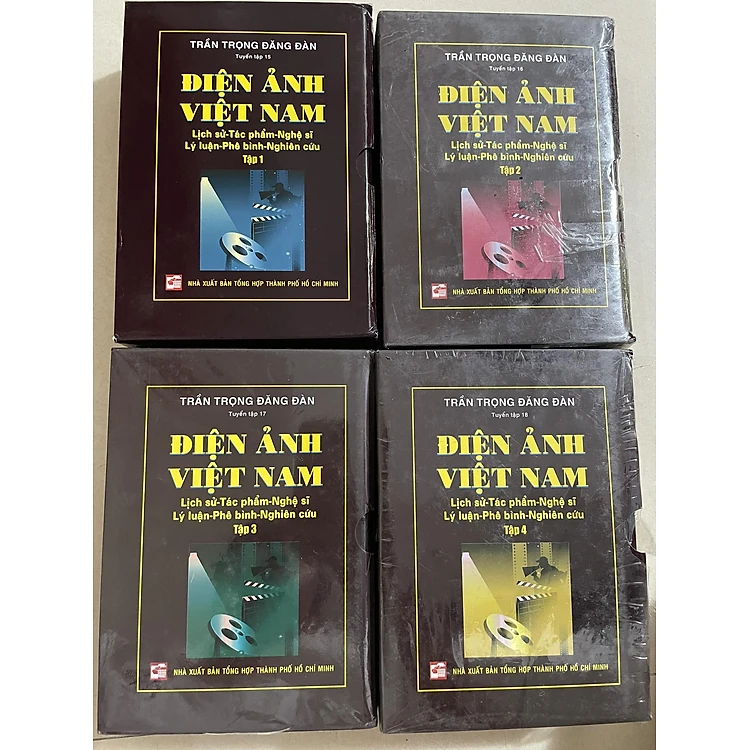 TRẦN TRỌNG ĐĂNG ĐÀN
Tuyển tập 15
ĐIỆN ẢNH
VIỆT NAM
Lịch sử-Tác phẩm-Nghệ sĩ
Lý luận-Phê bình-Nghiên cứu
Tập 1
NHÀ XUẤT BẢN TỔNG HỢP THÀNH PHỐ HỒ CHÍ MINH
TRẦN TRỌNG ĐĂNG ĐÀN
Tuyển tập 16
ĐIỆN ẢNH
VIỆT NAM
Lịch sử-Tác phẩm-Nghệ sĩ
Lý luận-Phê bình-Nghiên cứu
Tập 2
NHÀ XUẤT BẢN TỔNG HỢP THÀNH PHỐ HỒ CHÍ MINH
TRẦN TRỌNG ĐĂNG ĐÀN
Tuyển tập 17
ĐIỆN ẢNH
VIỆT NAM
Lịch sử-Tác phẩm-Nghệ sĩ
Lý luận-Phê bình-Nghiên cứu
Tập 3
NHÀ XUẤT BẢN TỔNG HỢP THÀNH PHỐ HỒ CHÍ MINH
TRẦN TRỌNG ĐĂNG ĐÀN
Tuyển tập 18
ĐIỆN ẢNH
VIỆT NAM
Lịch sử-Tác phẩm-Nghệ sĩ
Lý luận-Phê bình-Nghiên cứu
Tập 4
NHÀ XUẤT BẢN TỔNG HỢP THÀNH PHỐ HỒ CHÍ MINH